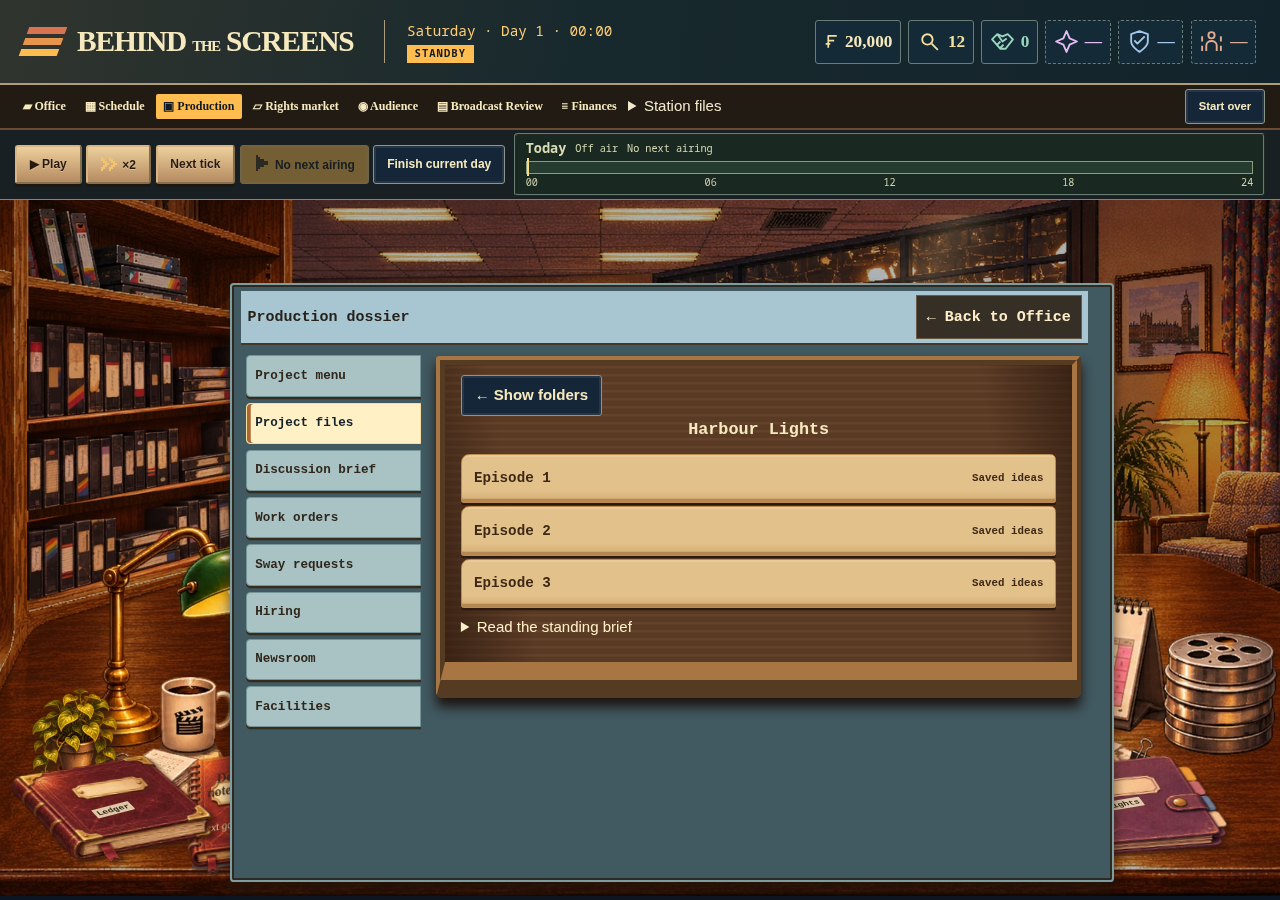 BEHIND THE SCREENS
Saturday · Day 1 · 00:00
STANDBY
20,000
12
0
—
—
—
Office
Schedule
Production
Rights market
Audience
Broadcast Review
Finances
Station files
Start over
Play
×2
Next tick
No next airing
Finish current day
Today Off air No next airing
00 06 12 18 24
Production dossier
← Back to Office
Project menu
Project files
Discussion brief
Work orders
Sway requests
Hiring
Newsroom
Facilities
← Show folders
Harbour Lights
Episode 1 Saved ideas
Episode 2 Saved ideas
Episode 3 Saved ideas
Read the standing brief
Ledger